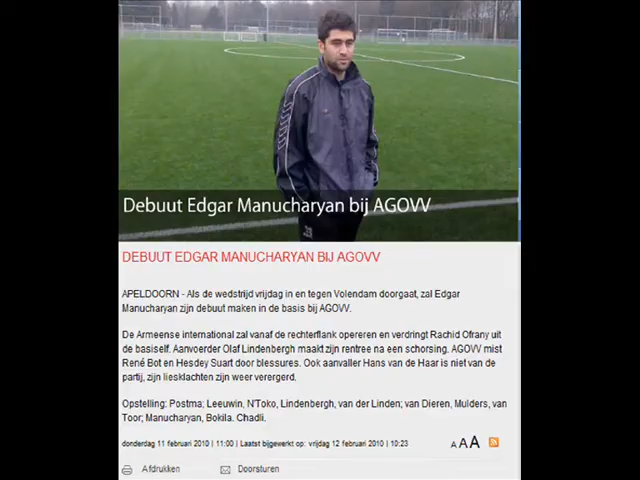 Debuut Edgar Manucharyan bij AGOVV
DEBUUT EDGAR MANUCHARYAN BIJ AGOVV
APELDOORN - Als de wedstrijd vrijdag in en tegen Volendam doorgaat, zal Edgar
Manucharyan zijn debuut maken in de basis bij AGOVV.
De Armeense international zal vanaf de rechterflank opereren en verdringt Rachid Ofrany uit
de basiself. Aanvoerder Olaf Lindenbergh maakt zijn rentree na een schorsing. AGOVV mist
René Bot en Hesdey Suart door blessures. Ook aanvaller Hans van de Haar is niet van de
partij, zijn liesklachten zijn weer verergerd.
Opstelling: Postma; Leeuwin, N'Toko, Lindenbergh, van der Linden; van Dieren, Mulders, van
Toor; Manucharyan, Bokila. Chadli.
donderdag 11 februari 2010 | 11:00 | Laatst bijgewerkt op: vrijdag 12 februari 2010 | 10:23
A A A
Afdrukken Doorsturen